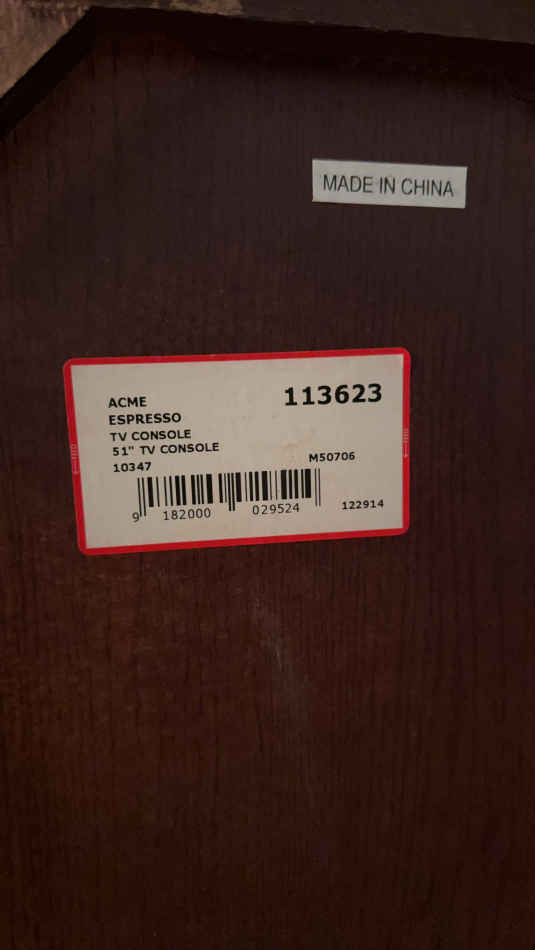 MADE IN CHINA
ACME 113623
ESPRESSO
TV CONSOLE
51" TV CONSOLE
10347 M50706
9 182000 029524 122914